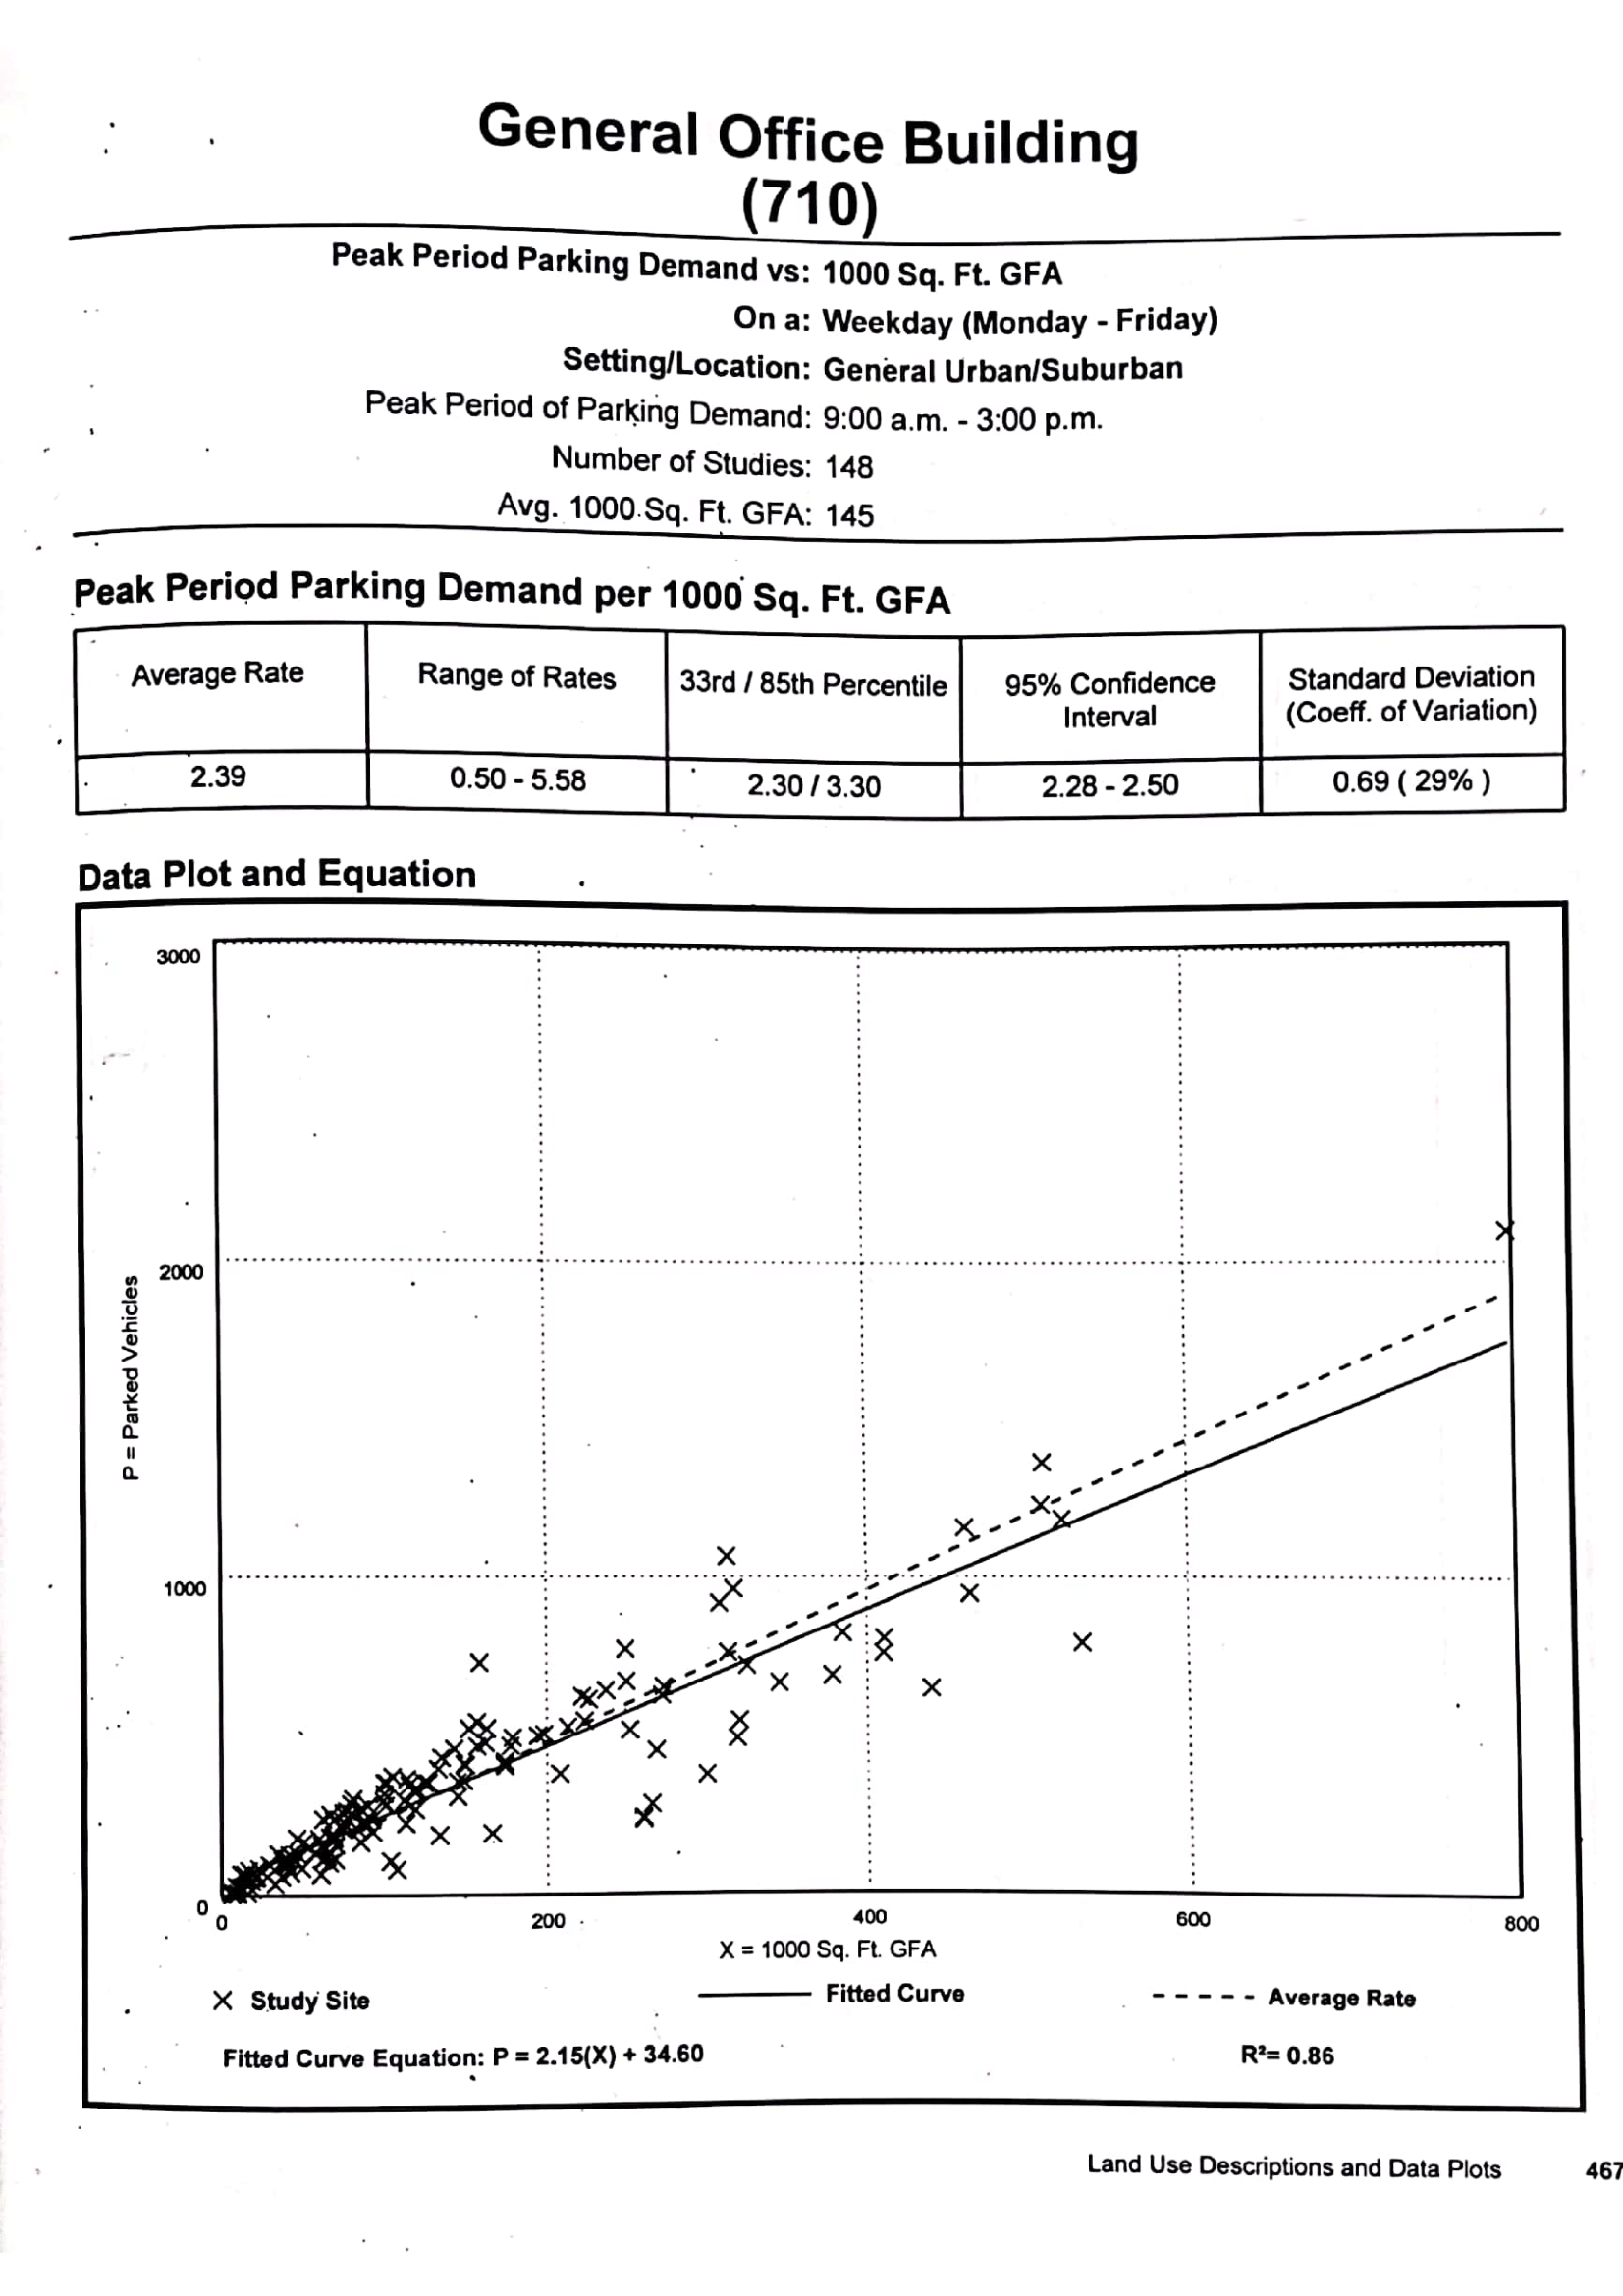 General Office Building
(710)
Peak Period Parking Demand vs: 1000 Sq. Ft. GFA
On a: Weekday (Monday - Friday)
Setting/Location: General Urban/Suburban
Peak Period of Parking Demand: 9:00 a.m. - 3:00 p.m.
Number of Studies: 148
Avg. 1000 Sq. Ft. GFA: 145
Peak Period Parking Demand per 1000 Sq. Ft. GFA
Average Rate Range of Rates 33rd / 85th Percentile 95% Confidence Interval Standard Deviation (Coeff. of Variation)
2.39 0.50 - 5.58 2.30 / 3.30 2.28 - 2.50 0.69 ( 29% )
Data Plot and Equation
3000
2000
P = Parked Vehicles
1000
0
0 200 400 600 800
X = 1000 Sq. Ft. GFA
Study Site Fitted Curve Average Rate
Fitted Curve Equation: P = 2.15(X) + 34.60 R²= 0.86
Land Use Descriptions and Data Plots 467